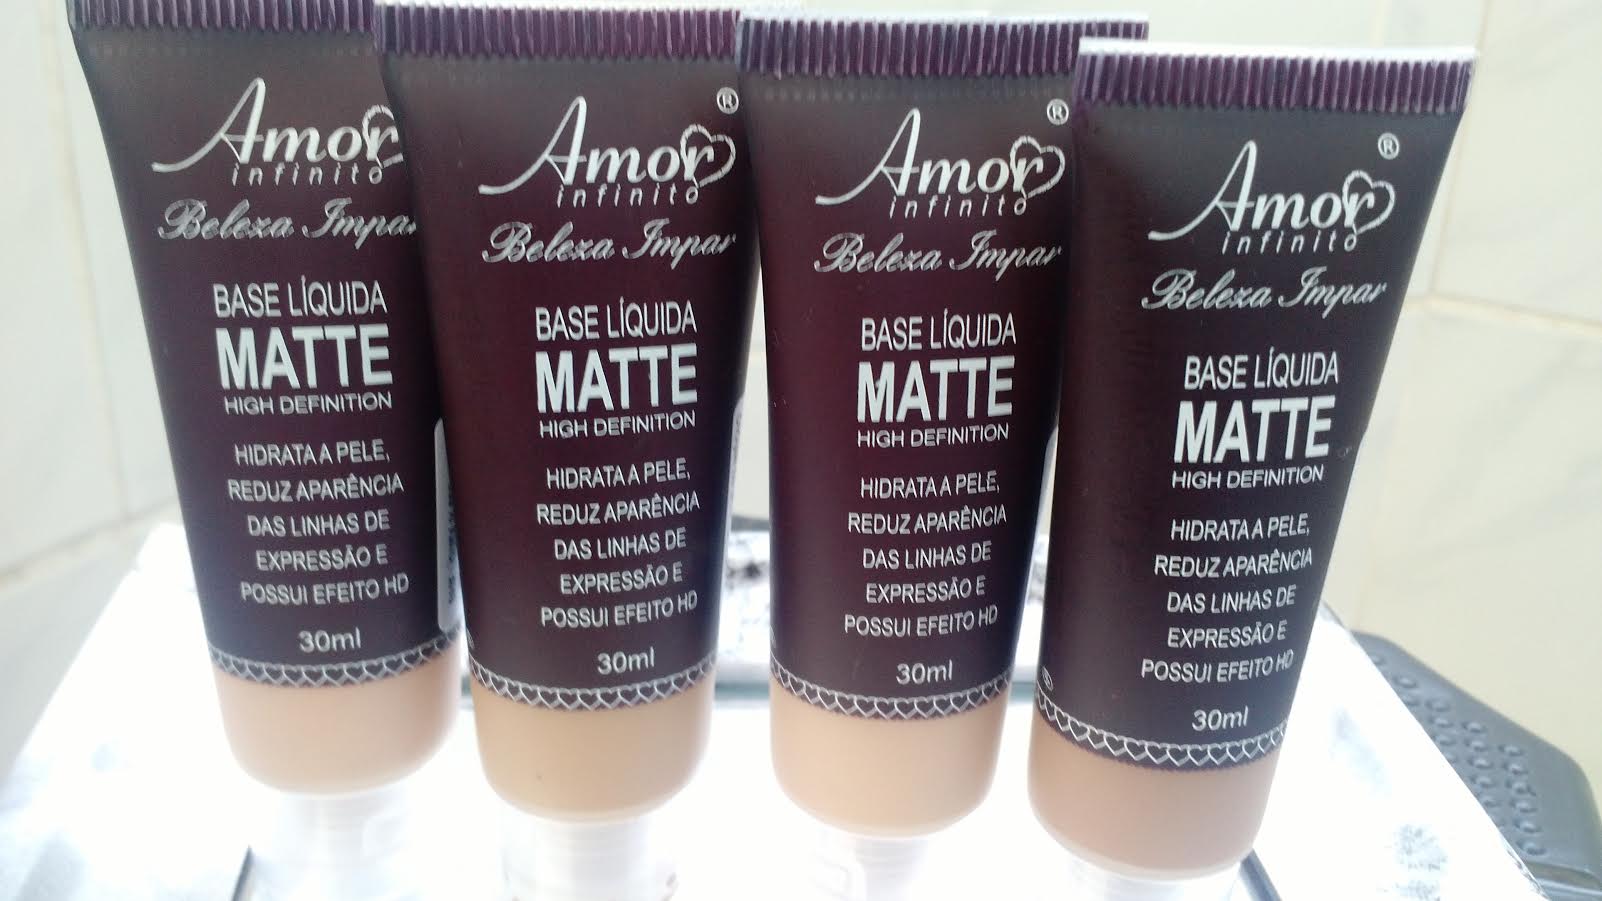 Amor
infinito
Beleza Impar
BASE LÍQUIDA
MATTE
HIGH DEFINITION
HIDRATA A PELE,
REDUZ APARÊNCIA
DAS LINHAS DE
EXPRESSÃO E
POSSUI EFEITO HD
30ml
Amor®
infinito
Beleza Impar
BASE LÍQUIDA
MATTE
HIGH DEFINITION
HIDRATA A PELE,
REDUZ APARÊNCIA
DAS LINHAS DE
EXPRESSÃO E
POSSUI EFEITO HD
30ml
Amor®
infinito
Beleza Impar
BASE LÍQUIDA
MATTE
HIGH DEFINITION
HIDRATA A PELE,
REDUZ APARÊNCIA
DAS LINHAS DE
EXPRESSÃO E
POSSUI EFEITO HD
30ml
Amor®
infinito
Beleza Impar
BASE LÍQUIDA
MATTE
HIGH DEFINITION
HIDRATA A PELE,
REDUZ APARÊNCIA
DAS LINHAS DE
EXPRESSÃO E
POSSUI EFEITO HD
30ml